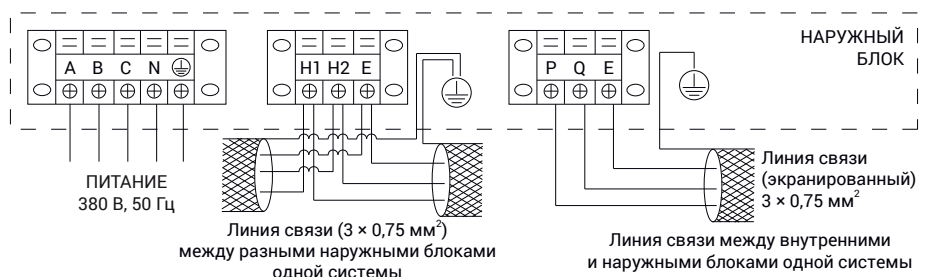 НАРУЖНЫЙ
БЛОК
A B C N
H1 H2 E
P Q E
ПИТАНИЕ
380 В, 50 Гц
Линия связи (3 × 0,75 мм²)
между разными наружными блоками
одной системы
Линия связи
(экранированный)
3 × 0,75 мм²
Линия связи между внутренними
и наружными блоками одной системы